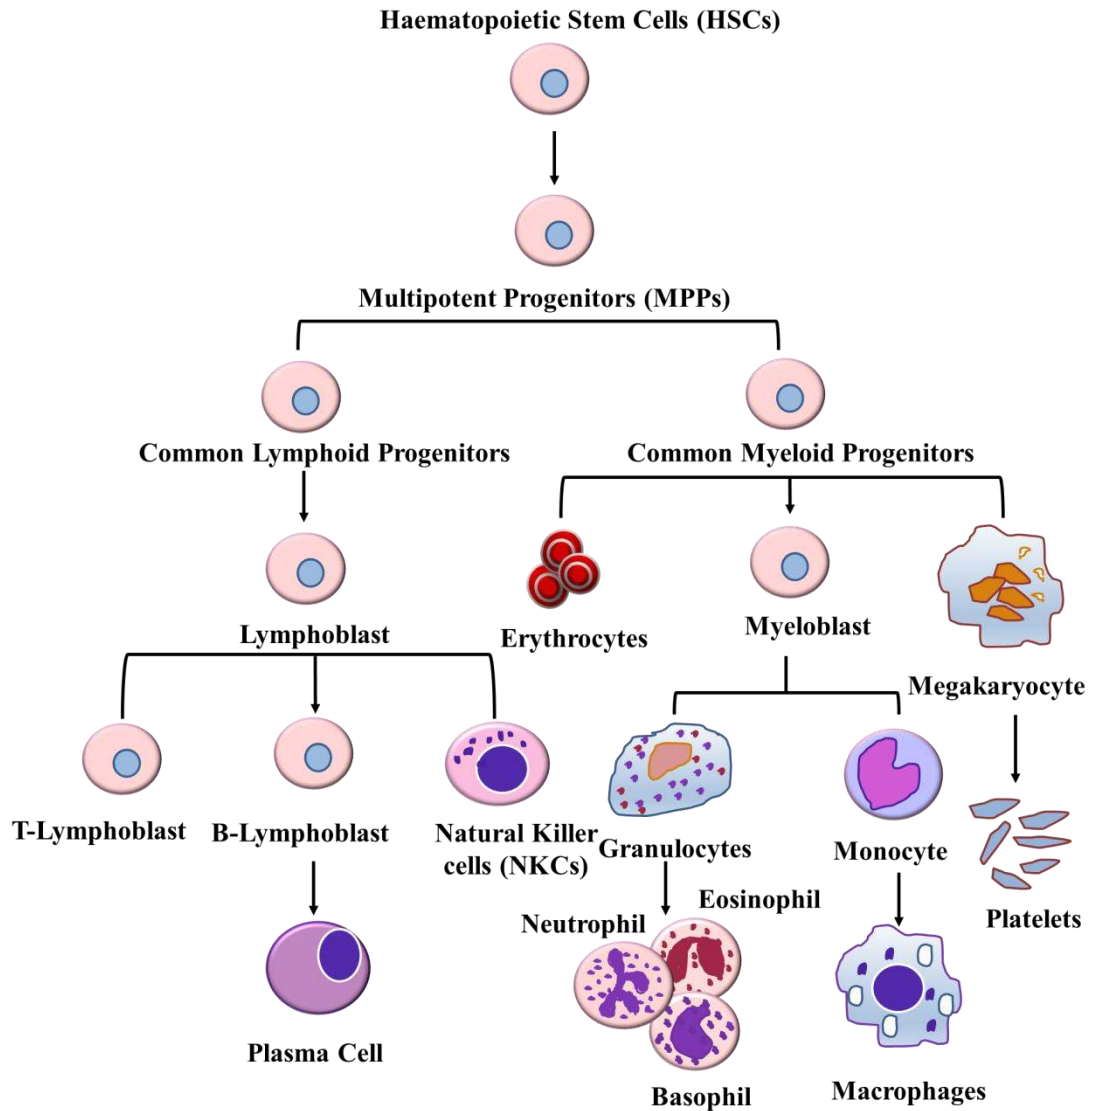 Haematopoietic Stem Cells (HSCs)
Multipotent Progenitors (MPPs)
Common Lymphoid Progenitors
Common Myeloid Progenitors
Lymphoblast
Erythrocytes
Myeloblast
Megakaryocyte
T-Lymphoblast
B-Lymphoblast
Natural Killer
cells (NKCs)
Granulocytes
Monocyte
Platelets
Neutrophil
Eosinophil
Plasma Cell
Basophil
Macrophages